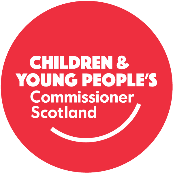 CHILDREN &
YOUNG PEOPLE'S
Commissioner
Scotland